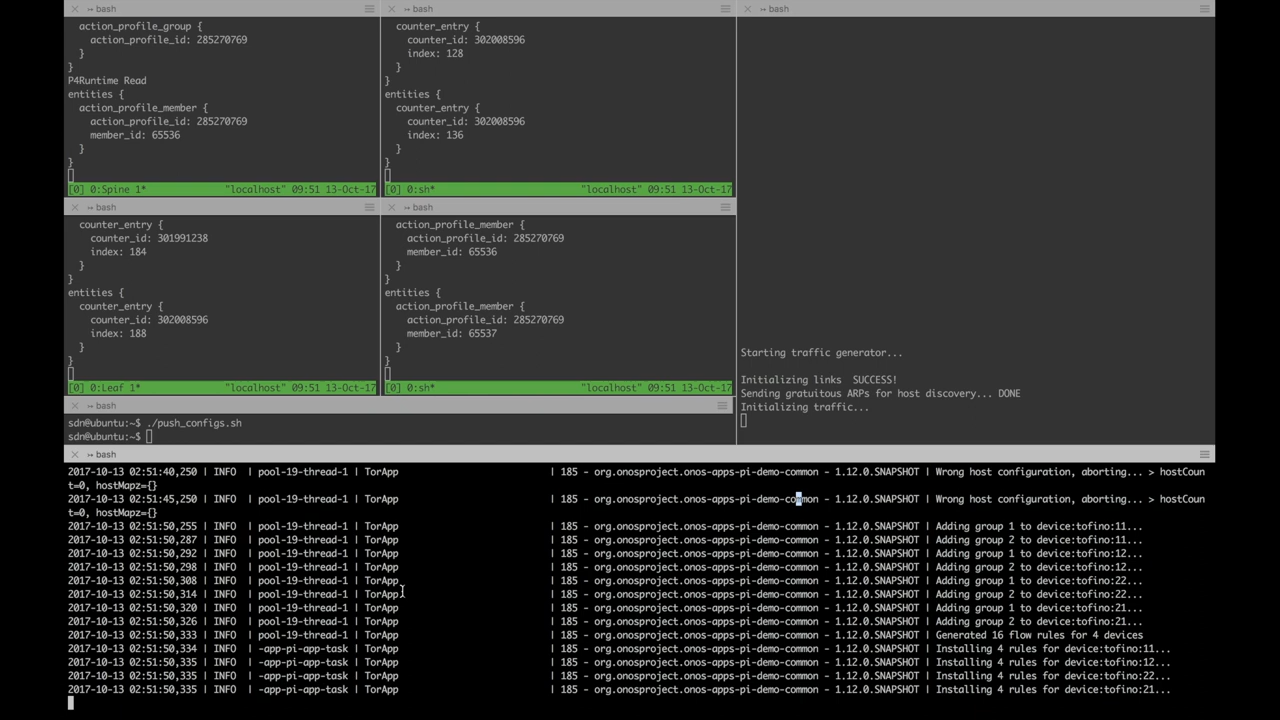 × ↣ bash ≡
action_profile_group {
action_profile_id: 285270769
}
}
P4Runtime Read
entities {
action_profile_member {
action_profile_id: 285270769
member_id: 65536
}
}
[0] 0:Spine 1* "localhost" 09:51 13-Oct-17
× ↣ bash ≡
counter_entry {
counter_id: 302008596
index: 128
}
}
entities {
counter_entry {
counter_id: 302008596
index: 136
}
}
[0] 0:sh* "localhost" 09:51 13-Oct-17
× ↣ bash ≡
counter_entry {
counter_id: 301991238
index: 184
}
}
entities {
counter_entry {
counter_id: 302008596
index: 188
}
}
[0] 0:Leaf 1* "localhost" 09:51 13-Oct-17
× ↣ bash ≡
action_profile_member {
action_profile_id: 285270769
member_id: 65536
}
}
entities {
action_profile_member {
action_profile_id: 285270769
member_id: 65537
}
}
[0] 0:sh* "localhost" 09:51 13-Oct-17
× ↣ bash ≡
sdn@ubuntu:~$ ./push_configs.sh
sdn@ubuntu:~$
× ↣ bash ≡
Starting traffic generator...
Initializing links SUCCESS!
Sending gratuitous ARPs for host discovery... DONE
Initializing traffic...
× ↣ bash ≡
2017-10-13 02:51:40,250 | INFO | pool-19-thread-1 | TorApp | 185 - org.onosproject.onos-apps-pi-demo-common - 1.12.0.SNAPSHOT | Wrong host configuration, aborting... > hostCoun
t=0, hostMapz={}
2017-10-13 02:51:45,250 | INFO | pool-19-thread-1 | TorApp | 185 - org.onosproject.onos-apps-pi-demo-common - 1.12.0.SNAPSHOT | Wrong host configuration, aborting... > hostCoun
t=0, hostMapz={}
2017-10-13 02:51:50,255 | INFO | pool-19-thread-1 | TorApp | 185 - org.onosproject.onos-apps-pi-demo-common - 1.12.0.SNAPSHOT | Adding group 1 to device:tofino:11...
2017-10-13 02:51:50,287 | INFO | pool-19-thread-1 | TorApp | 185 - org.onosproject.onos-apps-pi-demo-common - 1.12.0.SNAPSHOT | Adding group 2 to device:tofino:11...
2017-10-13 02:51:50,292 | INFO | pool-19-thread-1 | TorApp | 185 - org.onosproject.onos-apps-pi-demo-common - 1.12.0.SNAPSHOT | Adding group 1 to device:tofino:12...
2017-10-13 02:51:50,298 | INFO | pool-19-thread-1 | TorApp | 185 - org.onosproject.onos-apps-pi-demo-common - 1.12.0.SNAPSHOT | Adding group 2 to device:tofino:12...
2017-10-13 02:51:50,308 | INFO | pool-19-thread-1 | TorApp | 185 - org.onosproject.onos-apps-pi-demo-common - 1.12.0.SNAPSHOT | Adding group 1 to device:tofino:22...
2017-10-13 02:51:50,314 | INFO | pool-19-thread-1 | TorApp | 185 - org.onosproject.onos-apps-pi-demo-common - 1.12.0.SNAPSHOT | Adding group 2 to device:tofino:22...
2017-10-13 02:51:50,320 | INFO | pool-19-thread-1 | TorApp | 185 - org.onosproject.onos-apps-pi-demo-common - 1.12.0.SNAPSHOT | Adding group 1 to device:tofino:21...
2017-10-13 02:51:50,326 | INFO | pool-19-thread-1 | TorApp | 185 - org.onosproject.onos-apps-pi-demo-common - 1.12.0.SNAPSHOT | Adding group 2 to device:tofino:21...
2017-10-13 02:51:50,333 | INFO | pool-19-thread-1 | TorApp | 185 - org.onosproject.onos-apps-pi-demo-common - 1.12.0.SNAPSHOT | Generated 16 flow rules for 4 devices
2017-10-13 02:51:50,334 | INFO | -app-pi-app-task | TorApp | 185 - org.onosproject.onos-apps-pi-demo-common - 1.12.0.SNAPSHOT | Installing 4 rules for device:tofino:11...
2017-10-13 02:51:50,335 | INFO | -app-pi-app-task | TorApp | 185 - org.onosproject.onos-apps-pi-demo-common - 1.12.0.SNAPSHOT | Installing 4 rules for device:tofino:12...
2017-10-13 02:51:50,335 | INFO | -app-pi-app-task | TorApp | 185 - org.onosproject.onos-apps-pi-demo-common - 1.12.0.SNAPSHOT | Installing 4 rules for device:tofino:22...
2017-10-13 02:51:50,335 | INFO | -app-pi-app-task | TorApp | 185 - org.onosproject.onos-apps-pi-demo-common - 1.12.0.SNAPSHOT | Installing 4 rules for device:tofino:21...